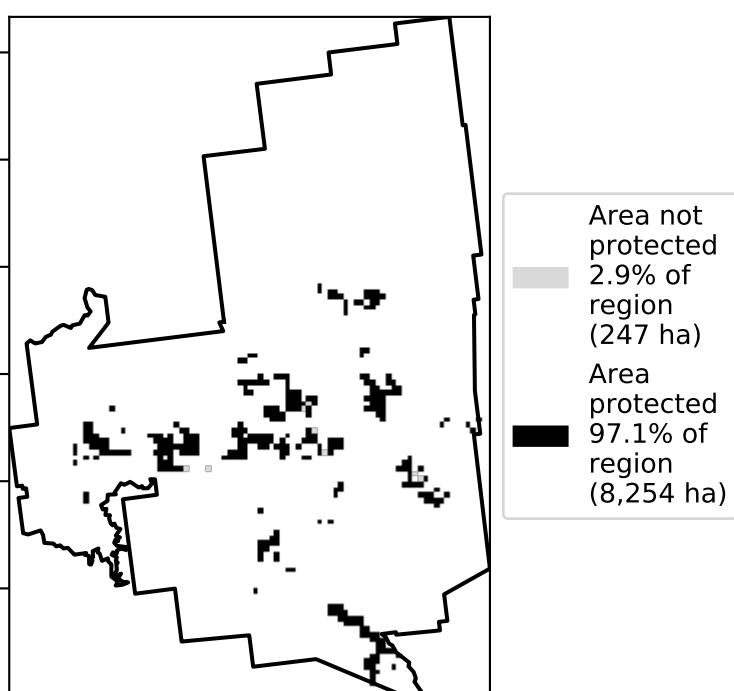 Area not
protected
2.9% of
region
(247 ha)
Area
protected
97.1% of
region
(8,254 ha)